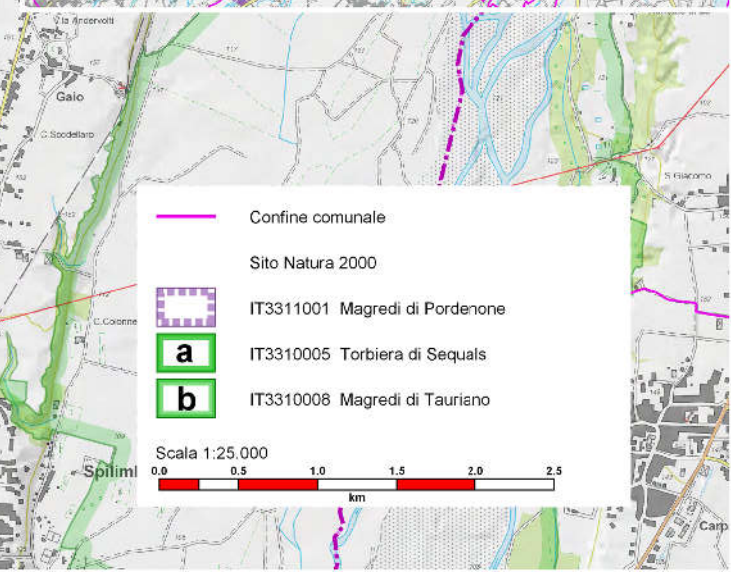 V.la Andervolti
Gaio
C. Scodellaro
S. Giacomo
C. Colonne
Spiliml
Carp
Confine comunale
Sito Natura 2000
IT3311001 Magredi di Pordenone
a IT3310005 Torbiera di Sequals
b IT3310008 Magredi di Tauriano
Scala 1:25.000
0.0 0.5 1.0 1.5 2.0 2.5
km